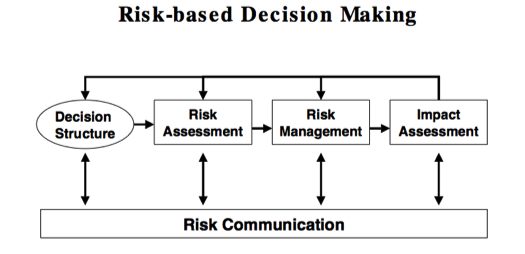 Risk-based Decision Making
Decision
Structure
Risk
Assessment
Risk
Management
Impact
Assessment
Risk Communication